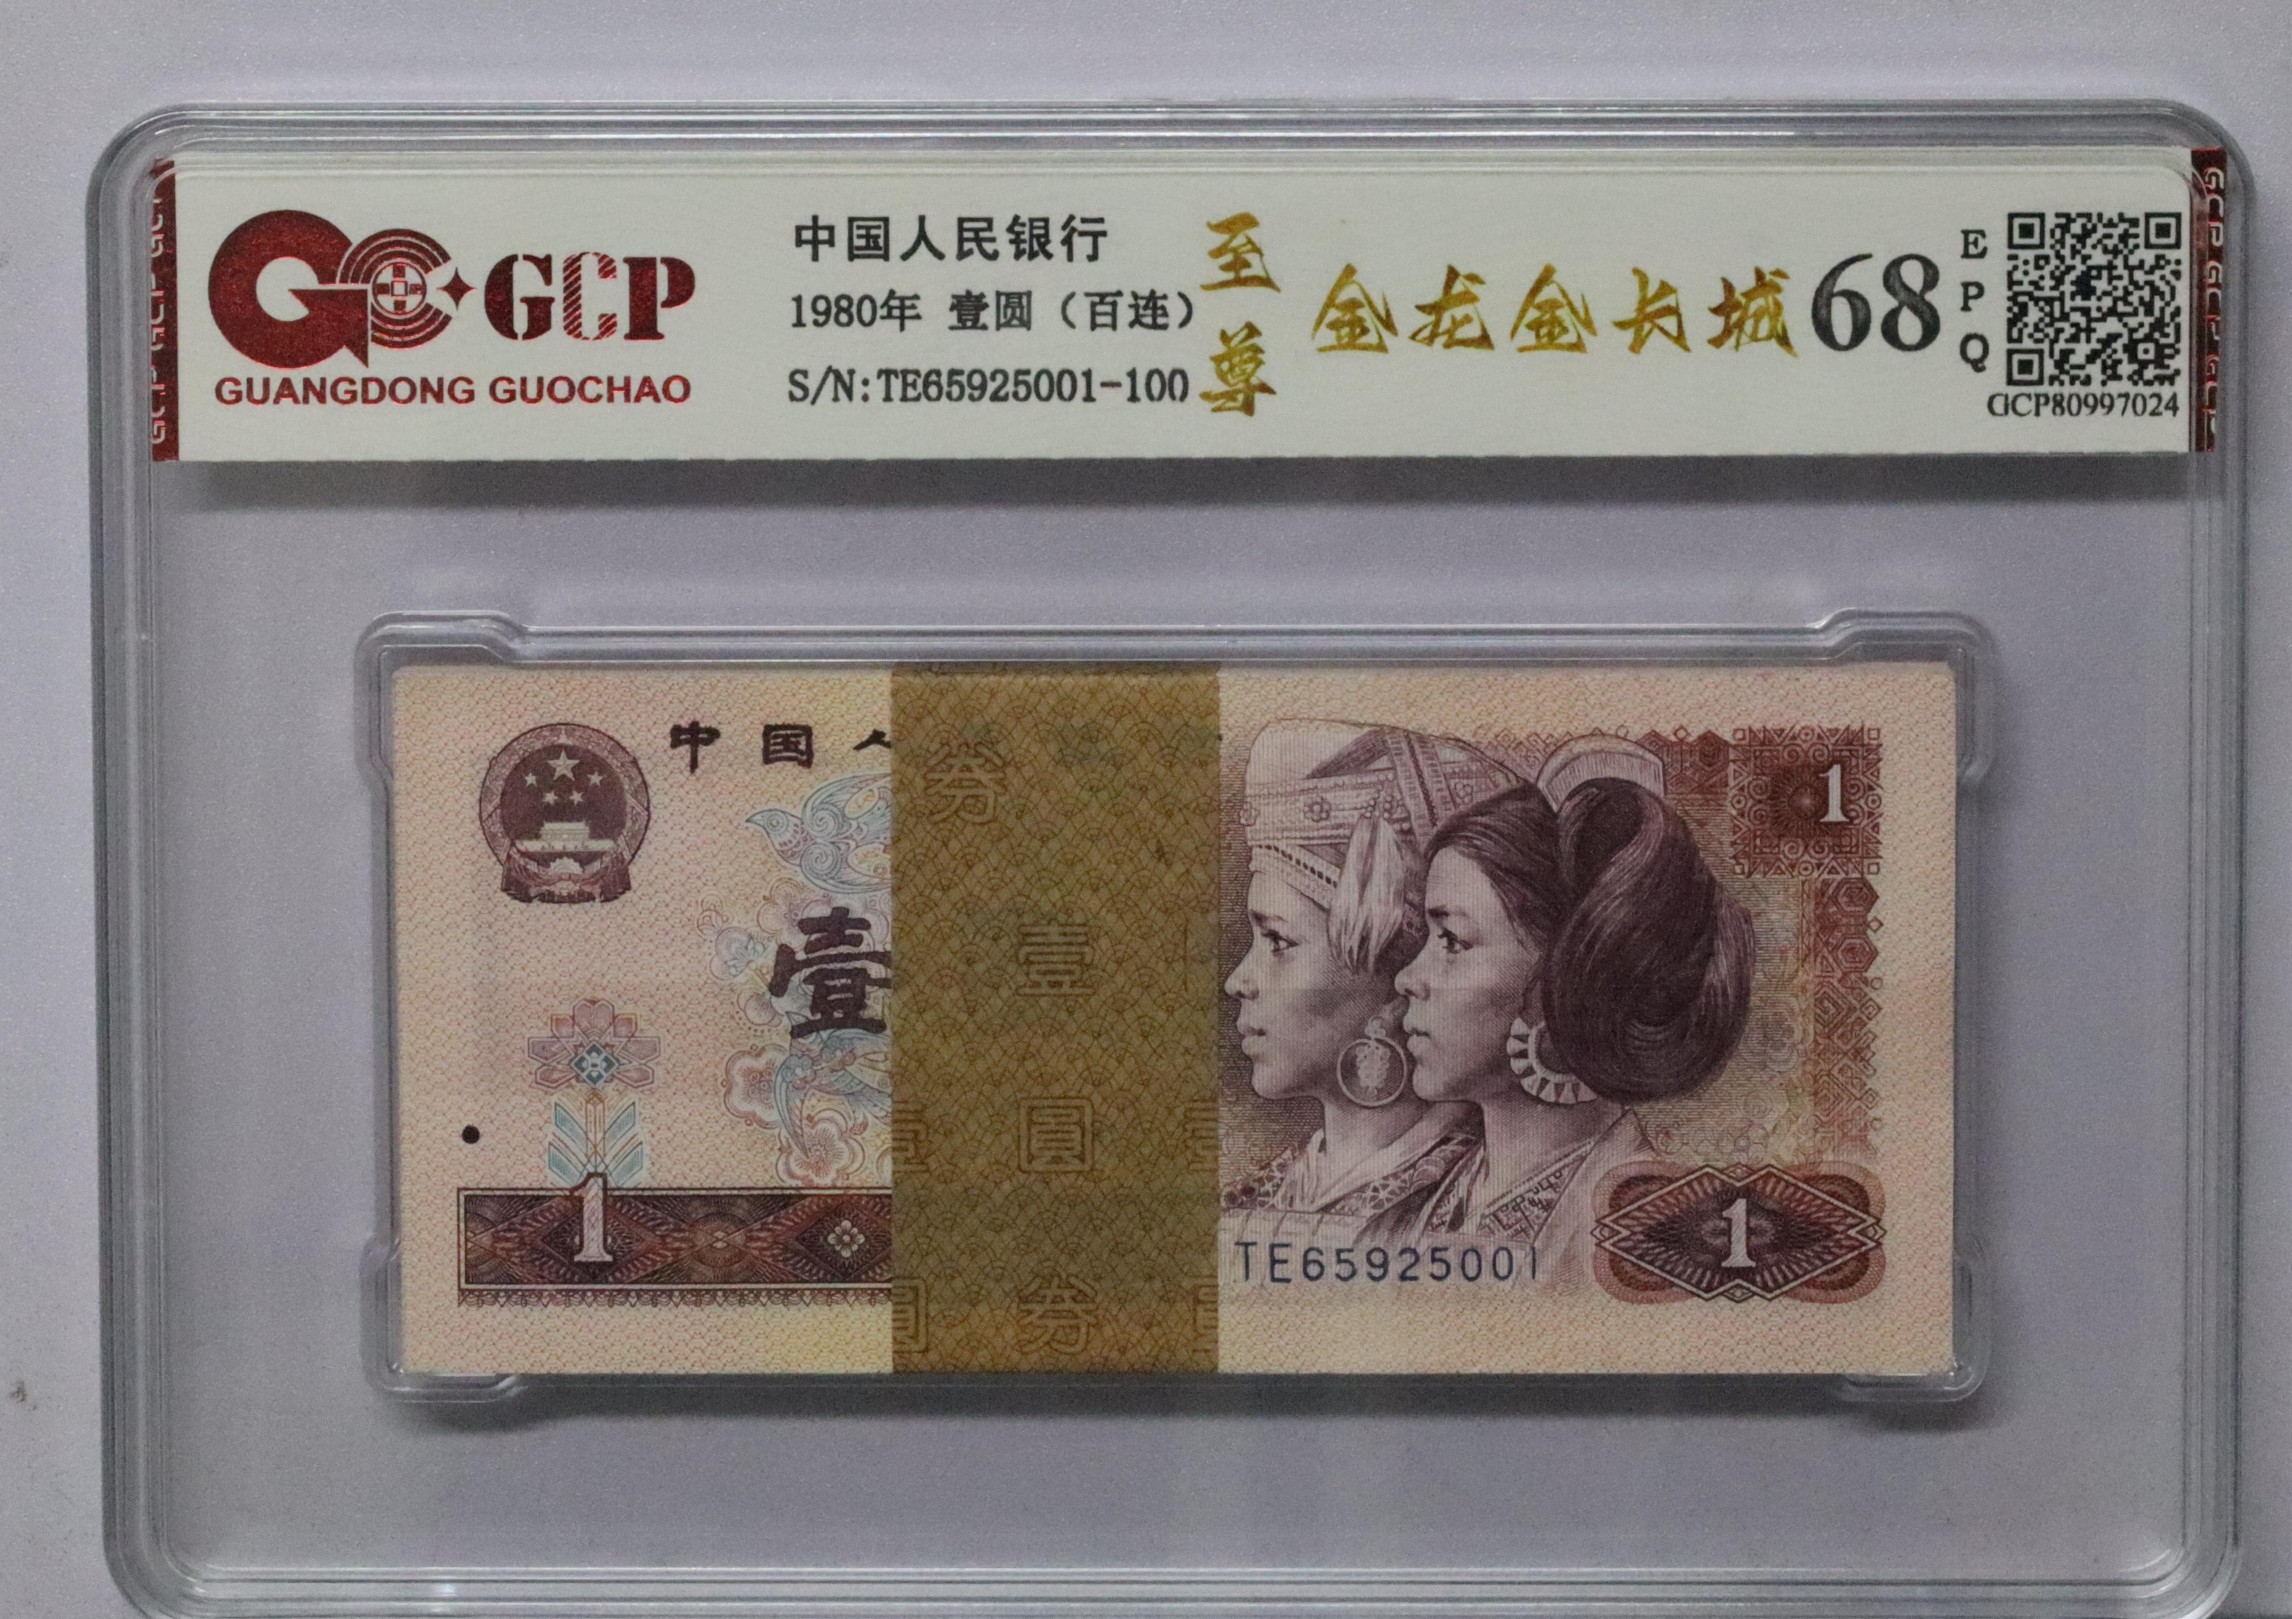 GCP
GUANGDONG GUOCHAO
中国人民银行
1980年 壹圆（百连）
S/N:TE65925001-100
至尊
金龙金长城
68
EPQ
GCP80997024
中国人
壹
1
1
1
TE65925001
券
壹
圆
券